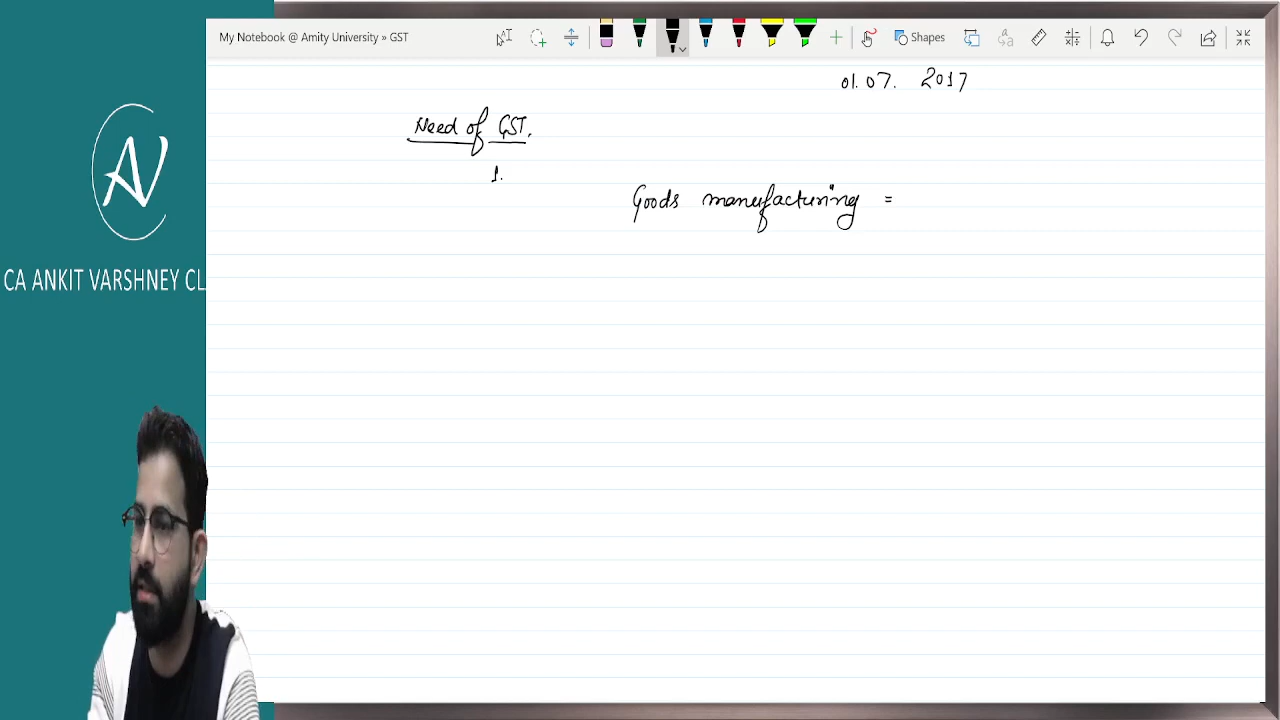 My Notebook @ Amity University » GST
Shapes
01.07. 2017
Need of GST.
1.
Goods manufacturing =
AV
CA ANKIT VARSHNEY CL